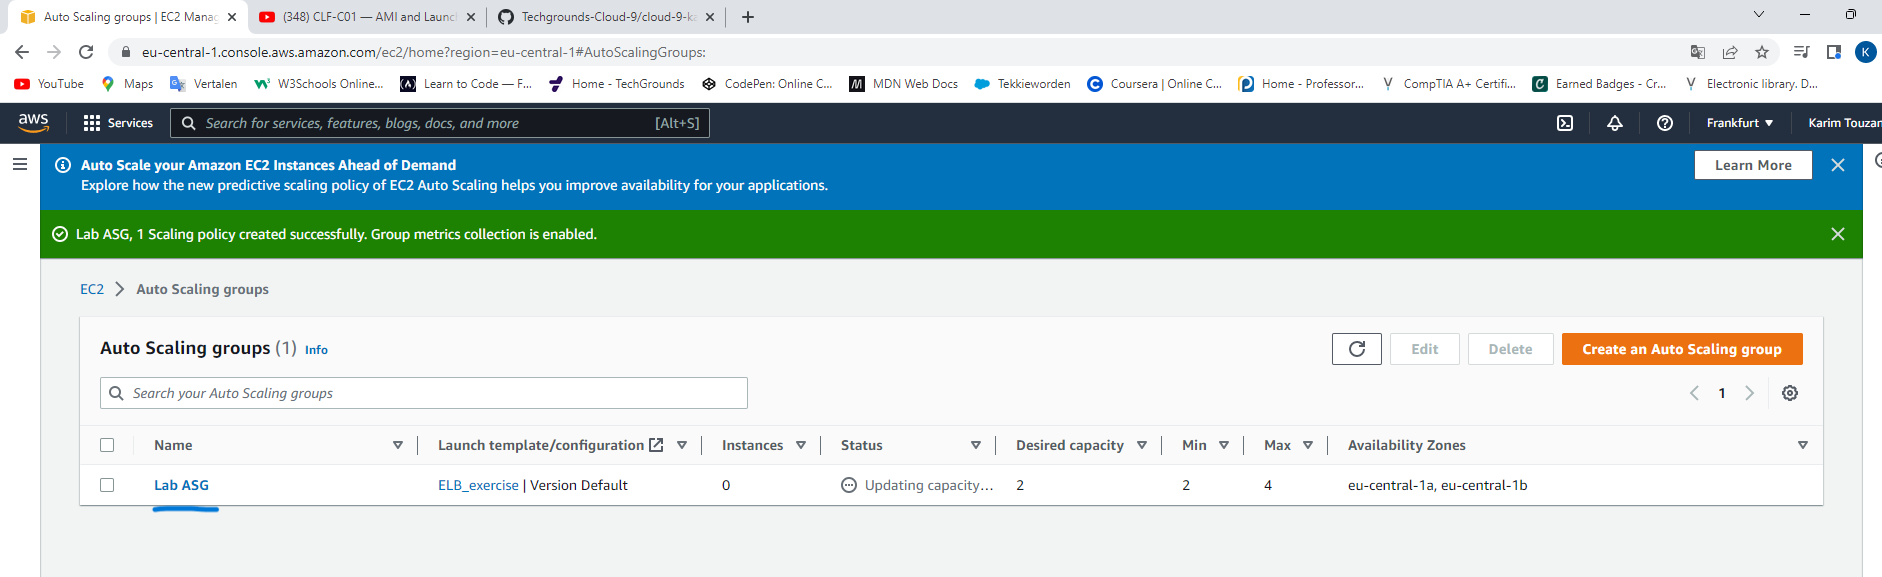 Auto Scaling groups | EC2 Manag
(348) CLF-C01 — AMI and Launc
Techgrounds-Cloud-9/cloud-9-ka
eu-central-1.console.aws.amazon.com/ec2/home?region=eu-central-1#AutoScalingGroups:
K
YouTube
Maps
Vertalen
W3Schools Online...
Learn to Code — F...
Home - TechGrounds
CodePen: Online C...
MDN Web Docs
Tekkieworden
Coursera | Online C...
Home - Professor...
CompTIA A+ Certifi...
Earned Badges - Cr...
Electronic library. D...
aws
Services
Search for services, features, blogs, docs, and more
[Alt+S]
Frankfurt
Karim Touzan
Auto Scale your Amazon EC2 Instances Ahead of Demand
Explore how the new predictive scaling policy of EC2 Auto Scaling helps you improve availability for your applications.
Learn More
Lab ASG, 1 Scaling policy created successfully. Group metrics collection is enabled.
EC2
Auto Scaling groups
Auto Scaling groups (1) Info
Edit
Delete
Create an Auto Scaling group
Search your Auto Scaling groups
1
Name
Launch template/configuration
Instances
Status
Desired capacity
Min
Max
Availability Zones
Lab ASG
ELB_exercise | Version Default
0
Updating capacity...
2
2
4
eu-central-1a, eu-central-1b